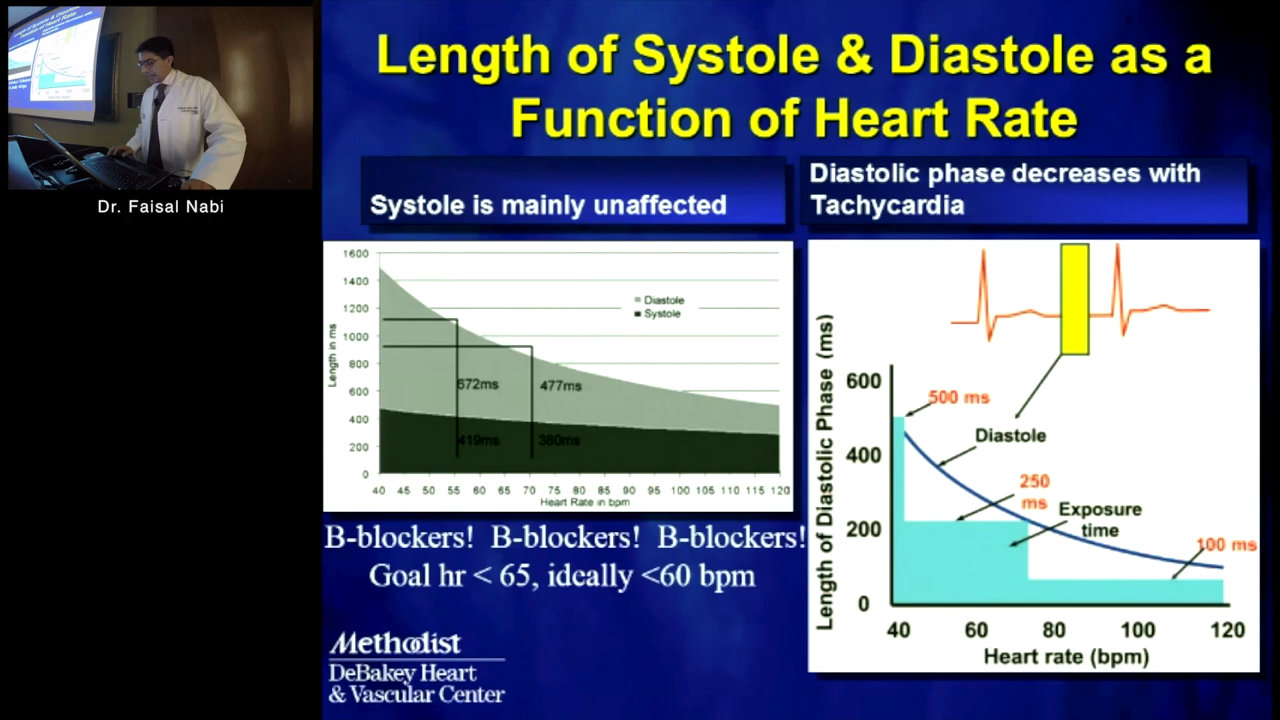 Length of Systole & Diastole as a
Function of Heart Rate
Dr. Faisal Nabi
Systole is mainly unaffected
Diastolic phase decreases with
Tachycardia
1600
1400
1200
1000
800
600
400
200
0
Length in ms
Diastole
Systole
672ms
477ms
419ms
380ms
40 45 50 55 60 65 70 75 80 85 90 95 100 105 110 115 120
Heart Rate in bpm
B-blockers! B-blockers! B-blockers!
Goal hr < 65, ideally <60 bpm
Methodist
DeBakey Heart
& Vascular Center
Length of Diastolic Phase (ms)
600
400
200
0
500 ms
Diastole
250
ms
Exposure
time
100 ms
40 60 80 100 120
Heart rate (bpm)